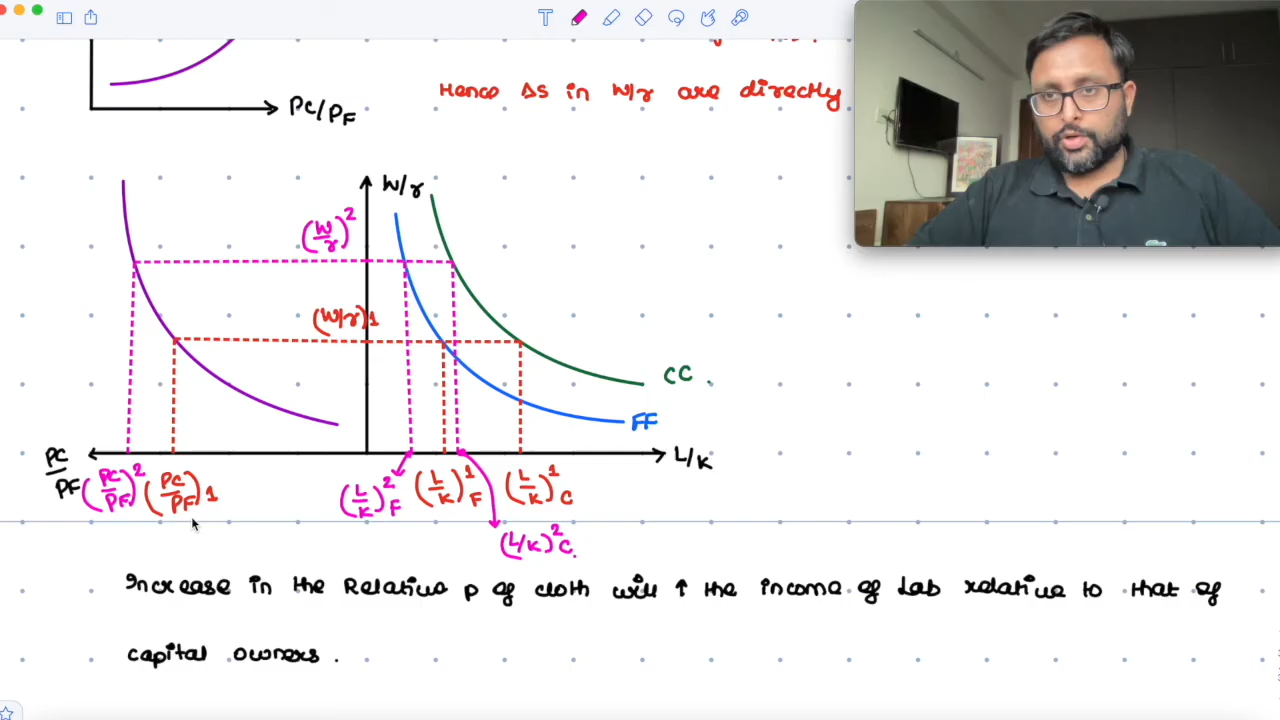 Hence Δs in W/r are directly
PC/PF
W/r
(W/r)²
(W/r)1
CC .
FF
PC/PF
L/K
(PC/PF)²
(PC/PF)1
(L/K)²F
(L/K)¹F
(L/K)¹C
(L/K)²C.
Increase in the Relative P of cloth will ↑ the income of Lab relative to that of
capital owners .